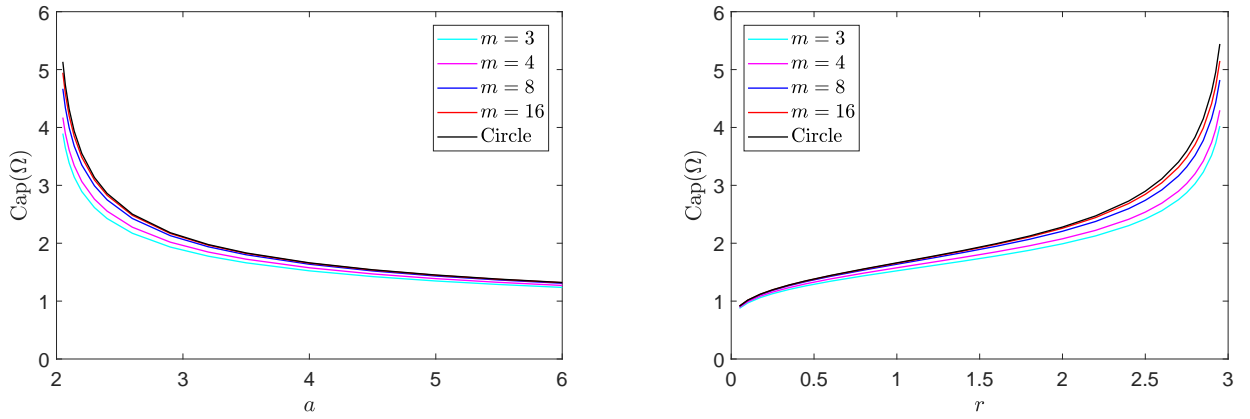 6
5
4
3
2
1
0
Cap(Ω)
2 3 4 5 6
a
m = 3
m = 4
m = 8
m = 16
Circle
6
5
4
3
2
1
0
Cap(Ω)
0 0.5 1 1.5 2 2.5 3
r
m = 3
m = 4
m = 8
m = 16
Circle